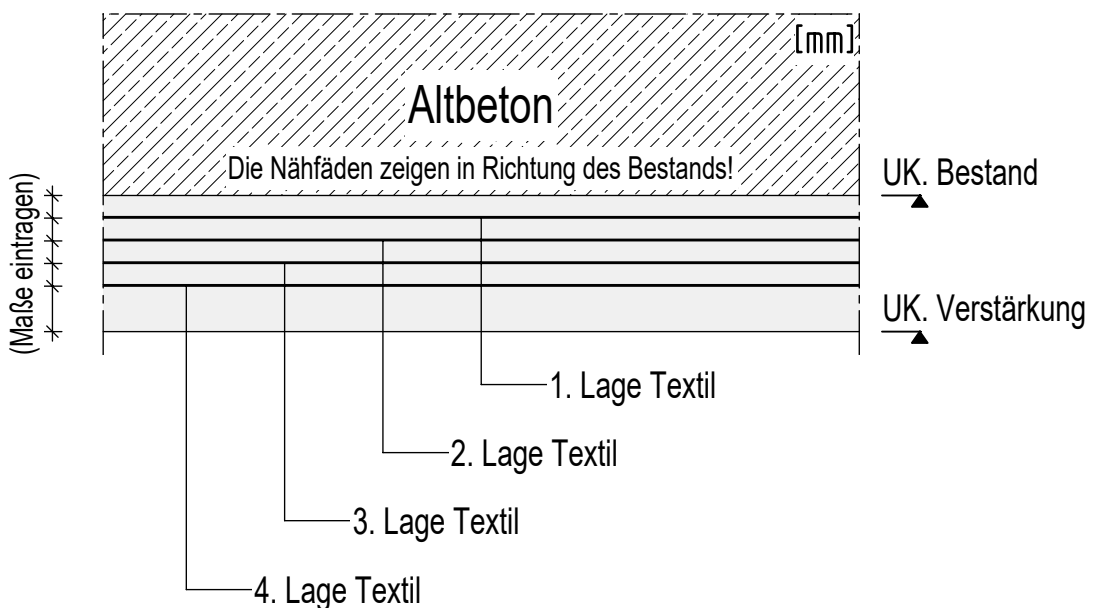 [mm]
Altbeton
Die Nähfäden zeigen in Richtung des Bestands!
UK. Bestand
(Maße eintragen)
UK. Verstärkung
1. Lage Textil
2. Lage Textil
3. Lage Textil
4. Lage Textil